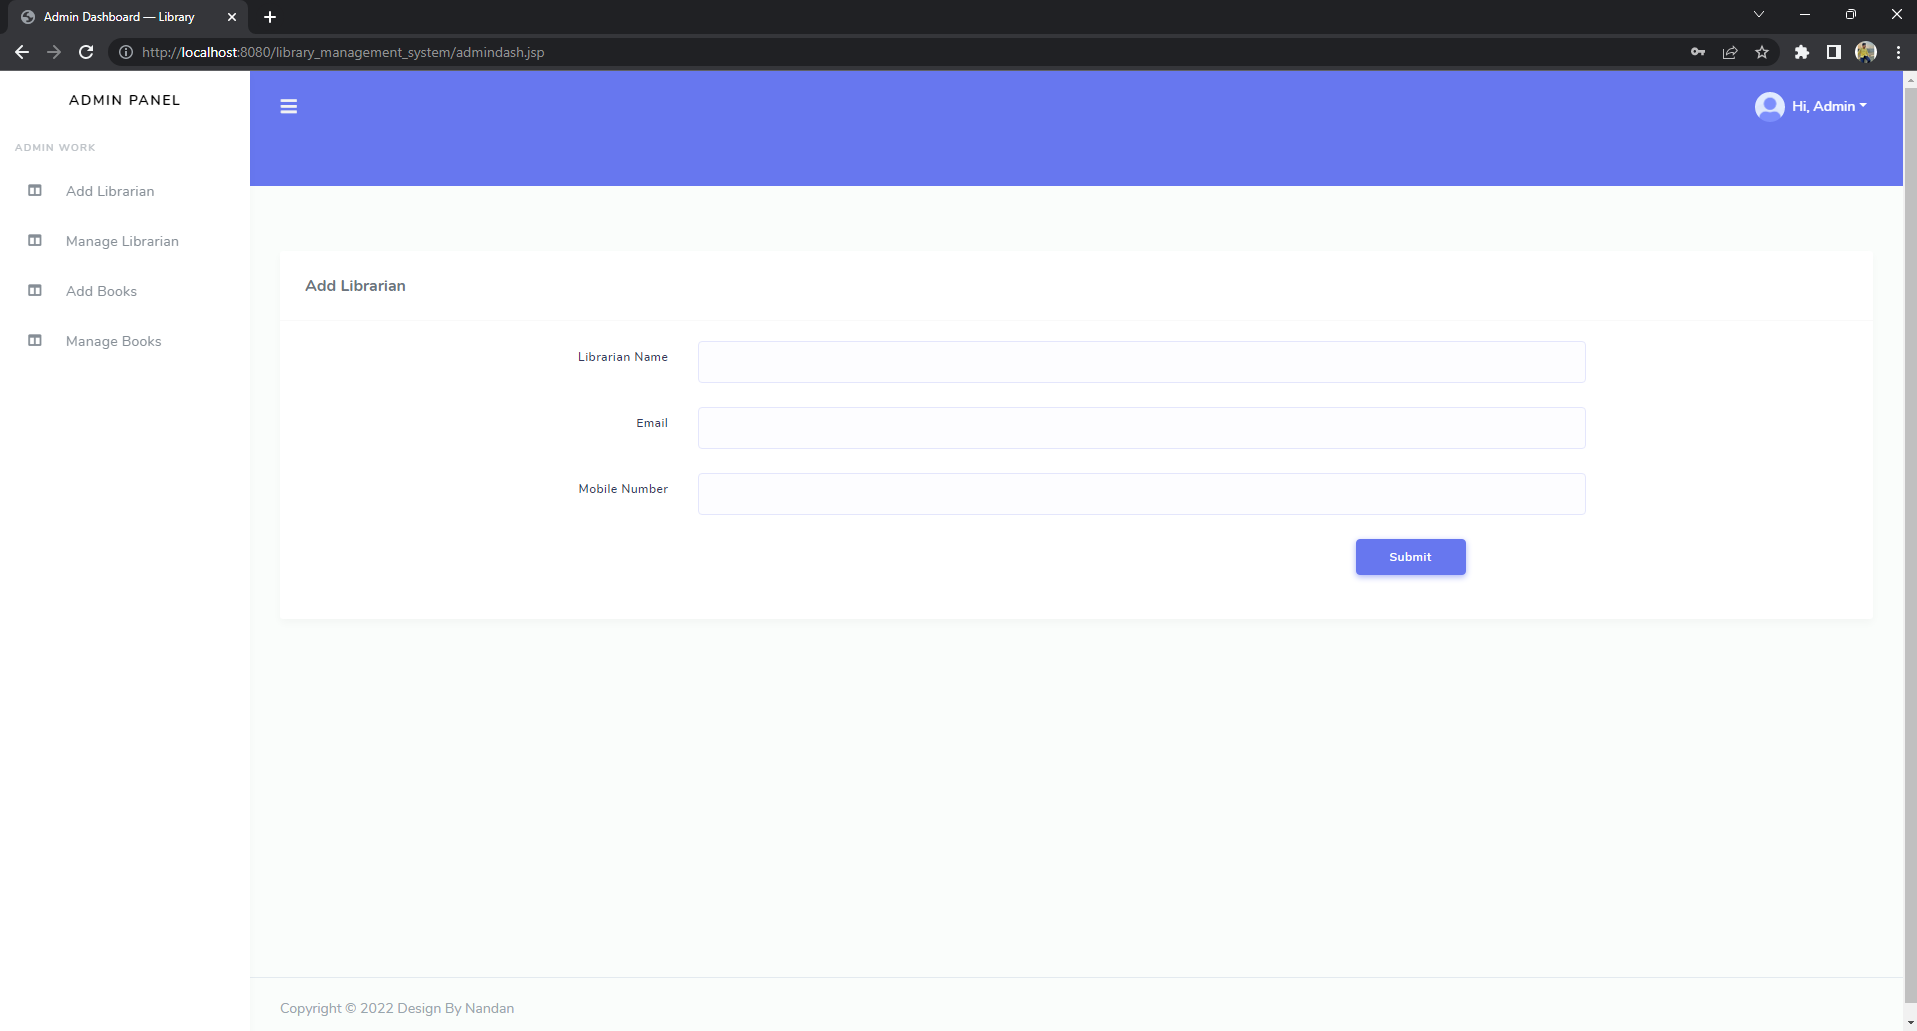 Admin Dashboard — Library
http://localhost:8080/library_management_system/admindash.jsp
ADMIN PANEL
Hi, Admin
ADMIN WORK
Add Librarian
Manage Librarian
Add Books
Manage Books
Add Librarian
Librarian Name
Email
Mobile Number
Submit
Copyright © 2022 Design By Nandan